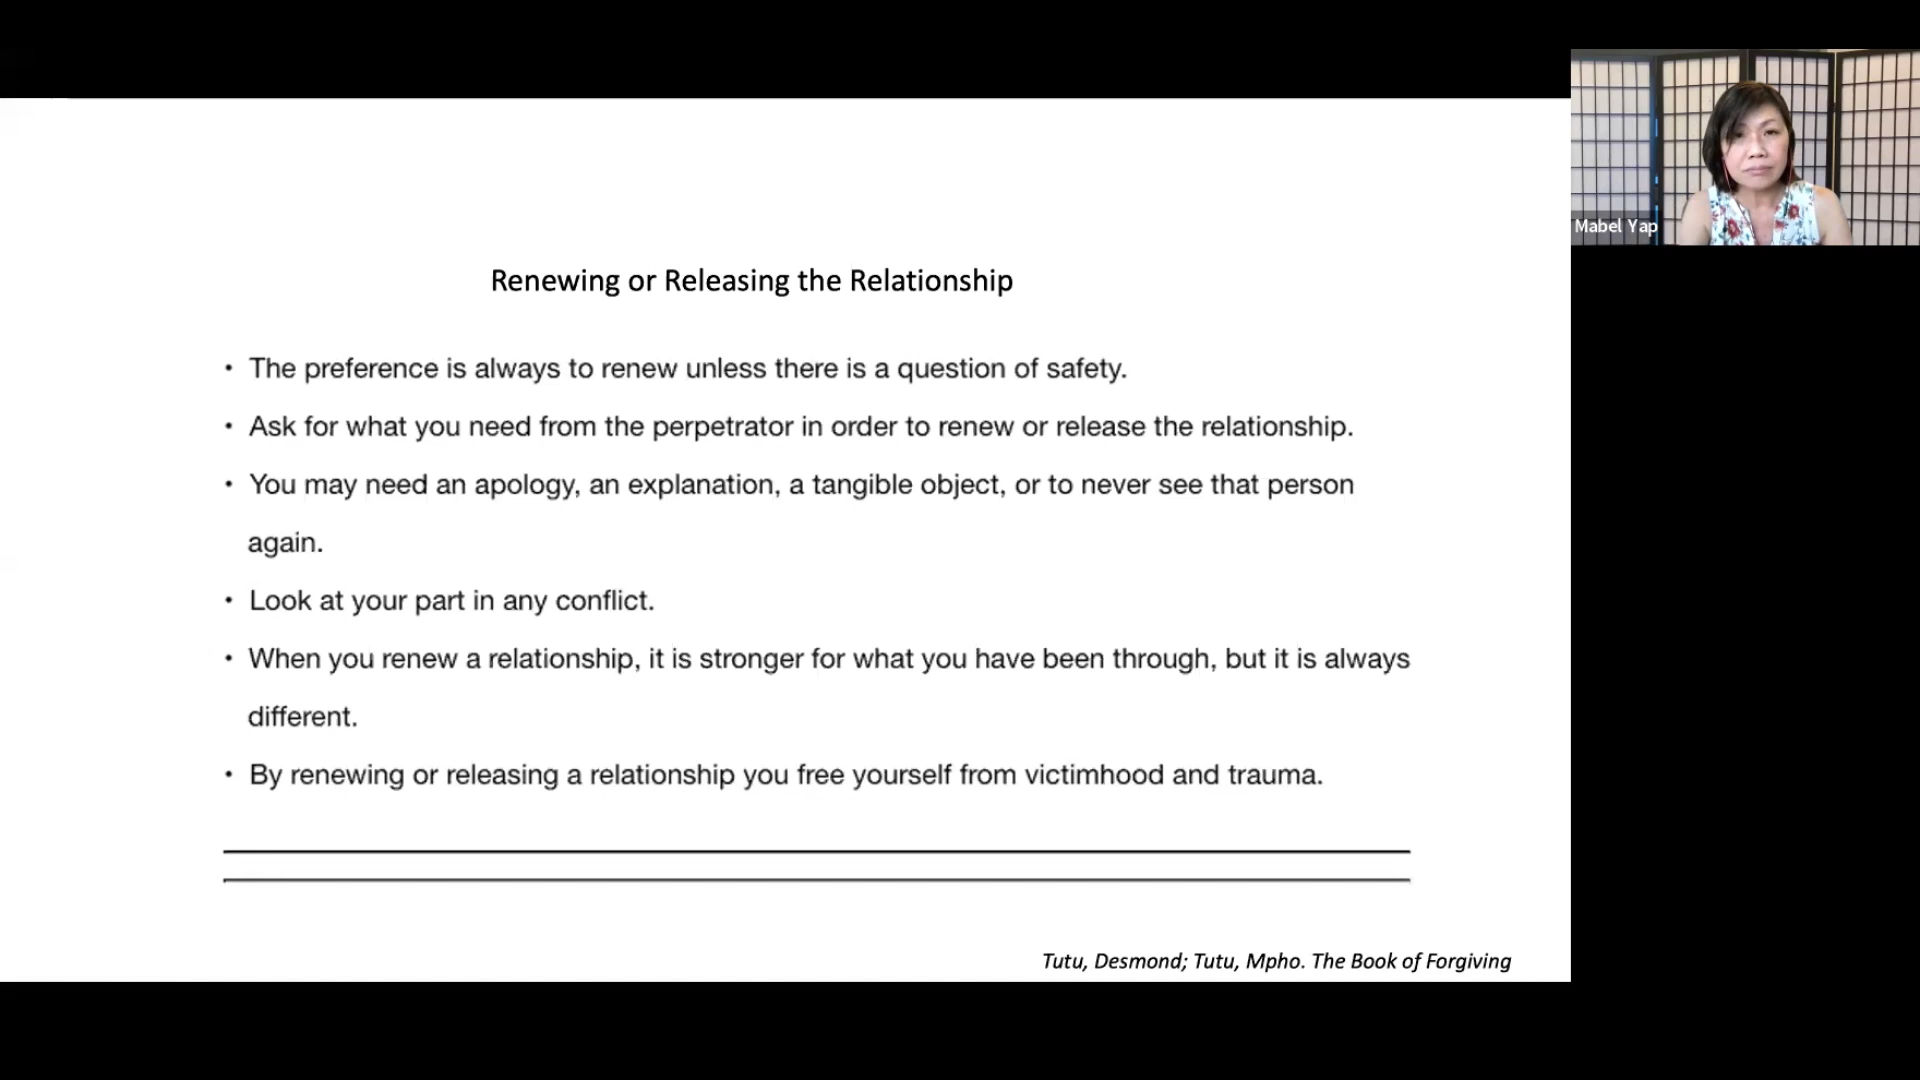 Mabel Yap
Renewing or Releasing the Relationship
• The preference is always to renew unless there is a question of safety.
• Ask for what you need from the perpetrator in order to renew or release the relationship.
• You may need an apology, an explanation, a tangible object, or to never see that person
again.
• Look at your part in any conflict.
• When you renew a relationship, it is stronger for what you have been through, but it is always
different.
• By renewing or releasing a relationship you free yourself from victimhood and trauma.
Tutu, Desmond; Tutu, Mpho. The Book of Forgiving